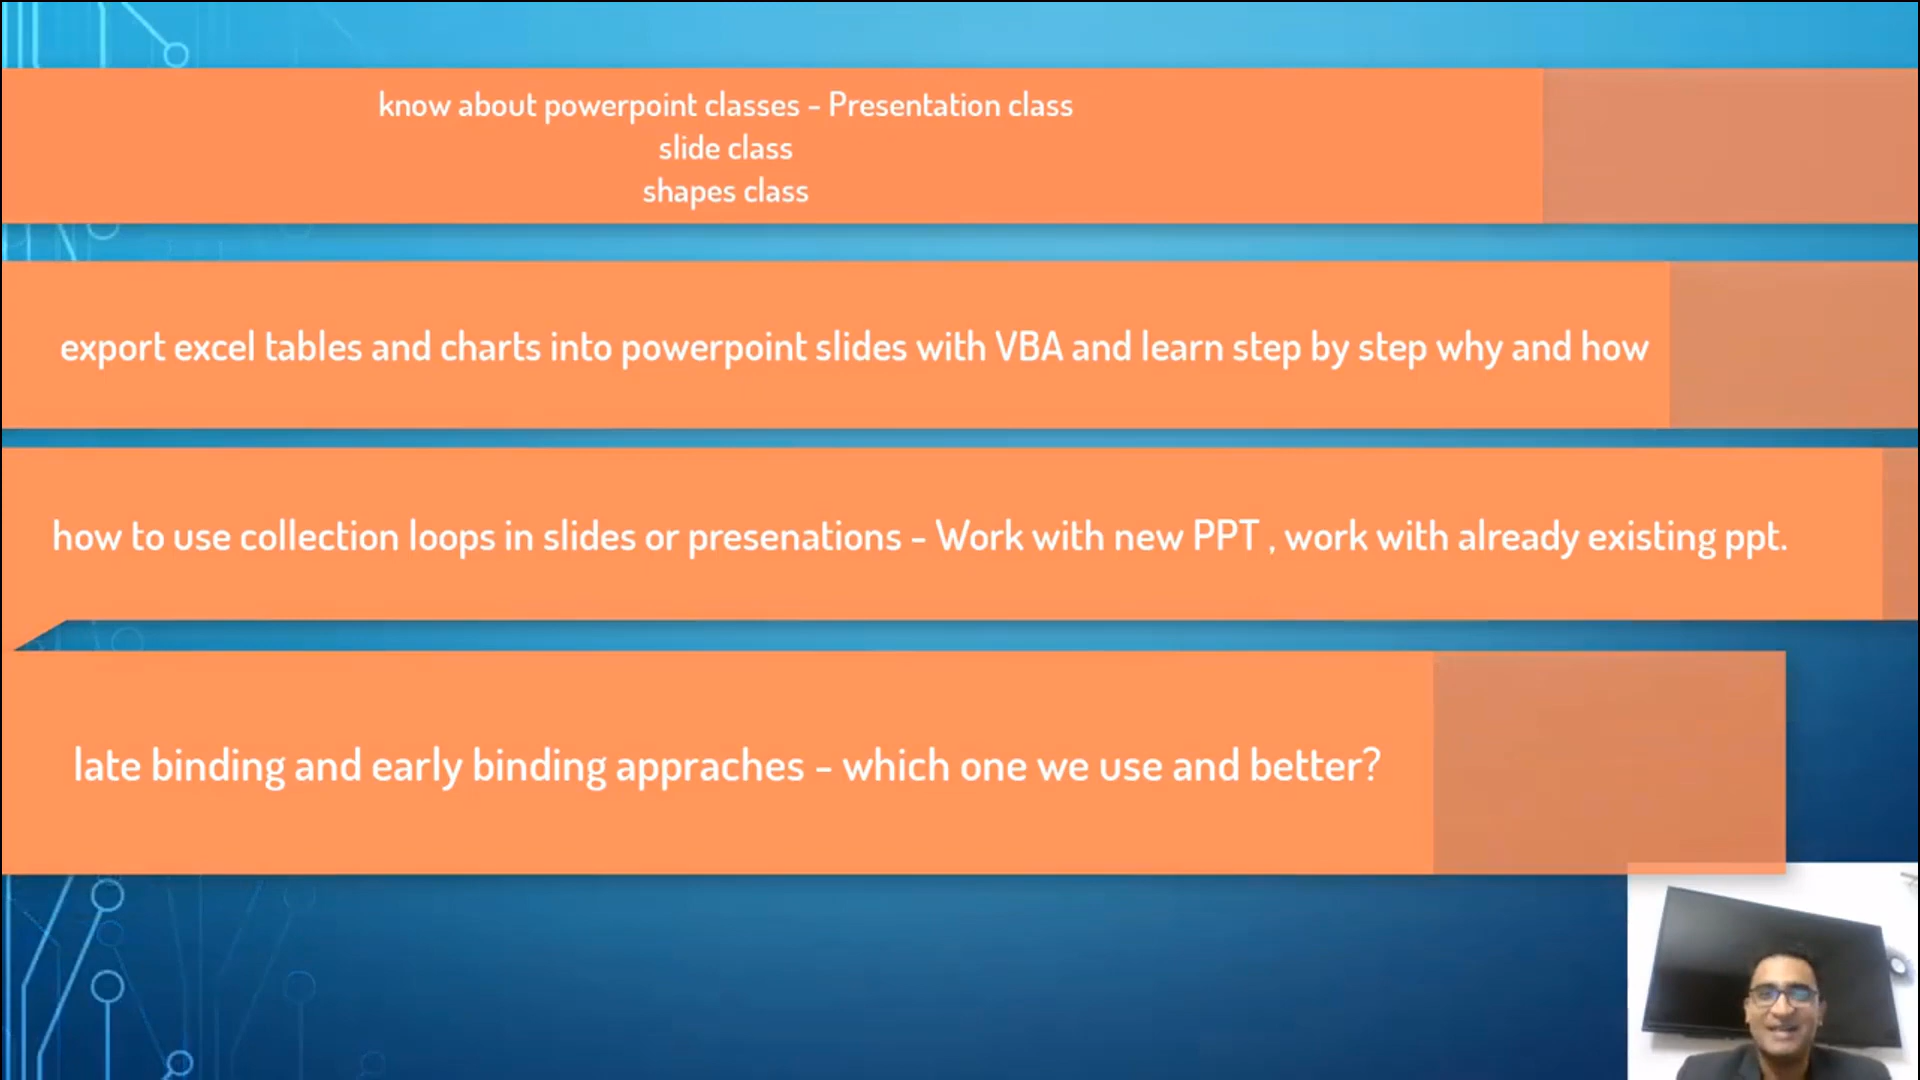 know about powerpoint classes - Presentation class
slide class
shapes class
export excel tables and charts into powerpoint slides with VBA and learn step by step why and how
how to use collection loops in slides or presenations - Work with new PPT , work with already existing ppt.
late binding and early binding appraches - which one we use and better?